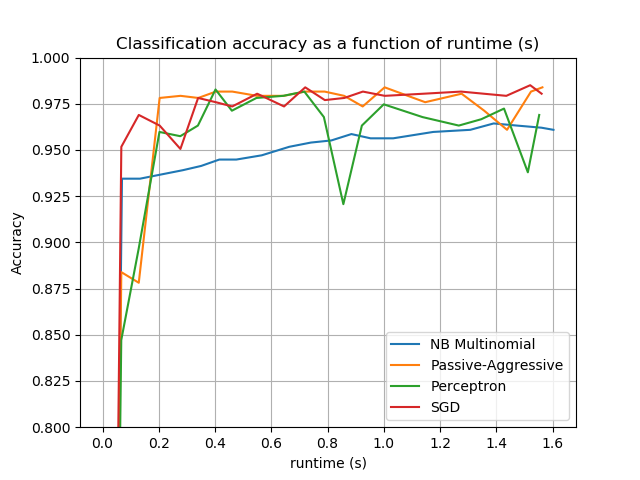 Classification accuracy as a function of runtime (s)
1.000
0.975
0.950
0.925
0.900
0.875
0.850
0.825
0.800
Accuracy
NB Multinomial
Passive-Aggressive
Perceptron
SGD
0.0 0.2 0.4 0.6 0.8 1.0 1.2 1.4 1.6
runtime (s)